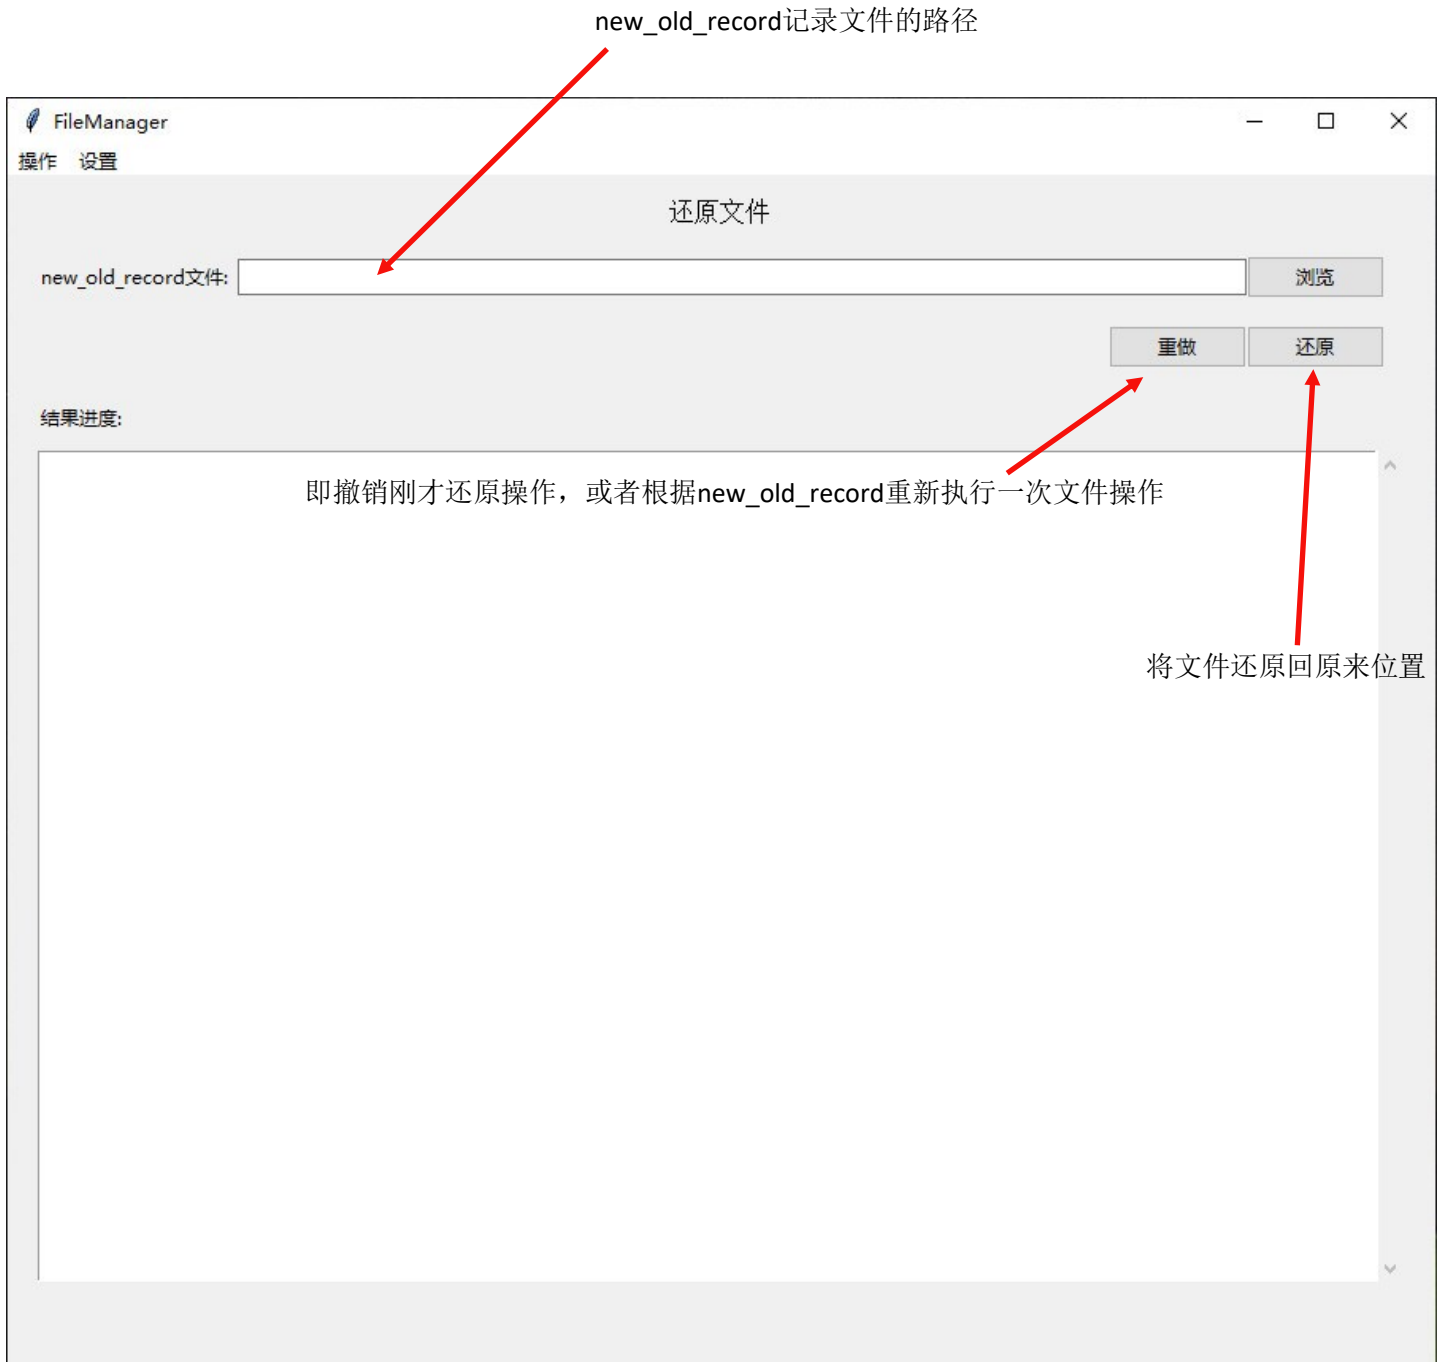 new_old_record记录文件的路径
FileManager
操作 设置
还原文件
new_old_record文件: 浏览
重做 还原
结果进度:
即撤销刚才还原操作，或者根据new_old_record重新执行一次文件操作
将文件还原回原来位置